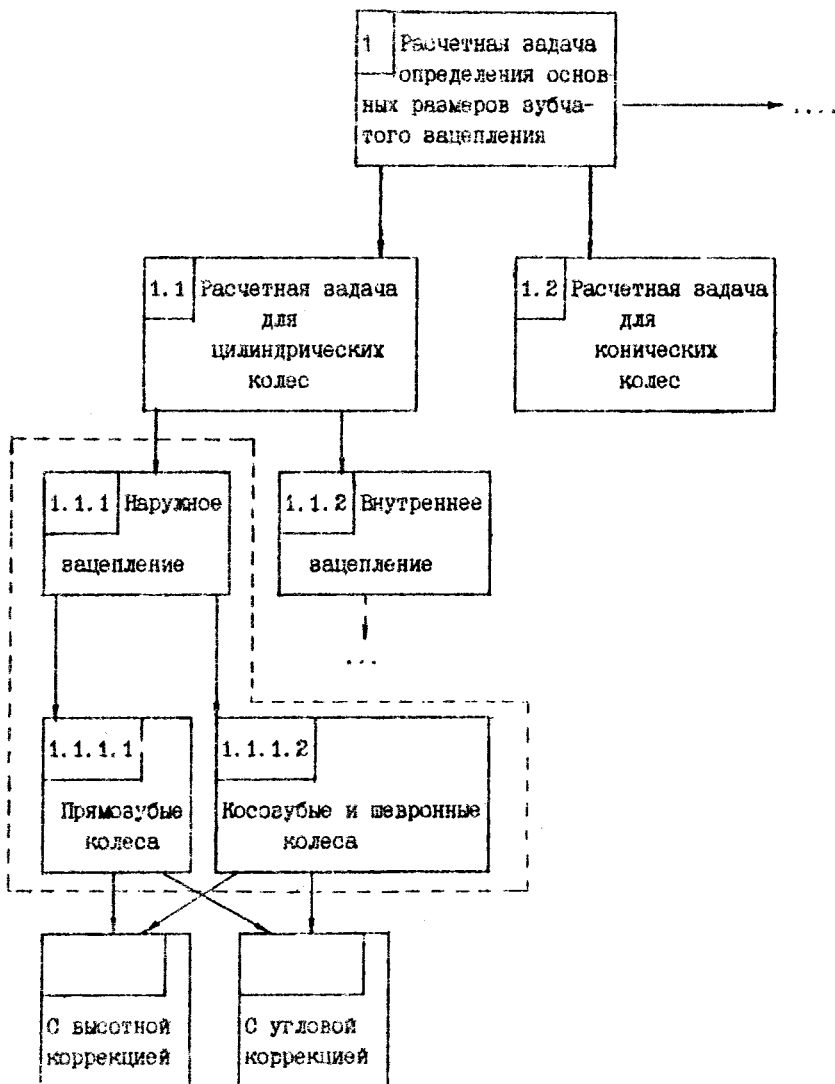 1 Расчетная задача
определения основ-
ных размеров зубча-
того зацепления
....
1.1 Расчетная задача
для
цилиндрических
колес
1.2 Расчетная задача
для
конических
колес
1.1.1 Наружное
зацепление
1.1.2 Внутреннее
зацепление
...
1.1.1.1
Прямозубые
колеса
1.1.1.2
Косозубые и шевронные
колеса
С высотной
коррекцией
С угловой
коррекцией